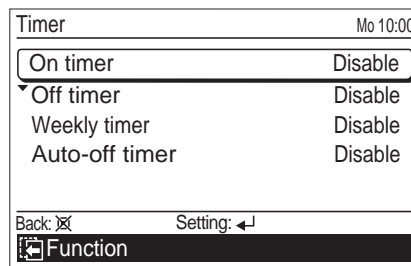 Timer Mo 10:00
On timer Disable
Off timer Disable
Weekly timer Disable
Auto-off timer Disable
Back: Setting:
Function